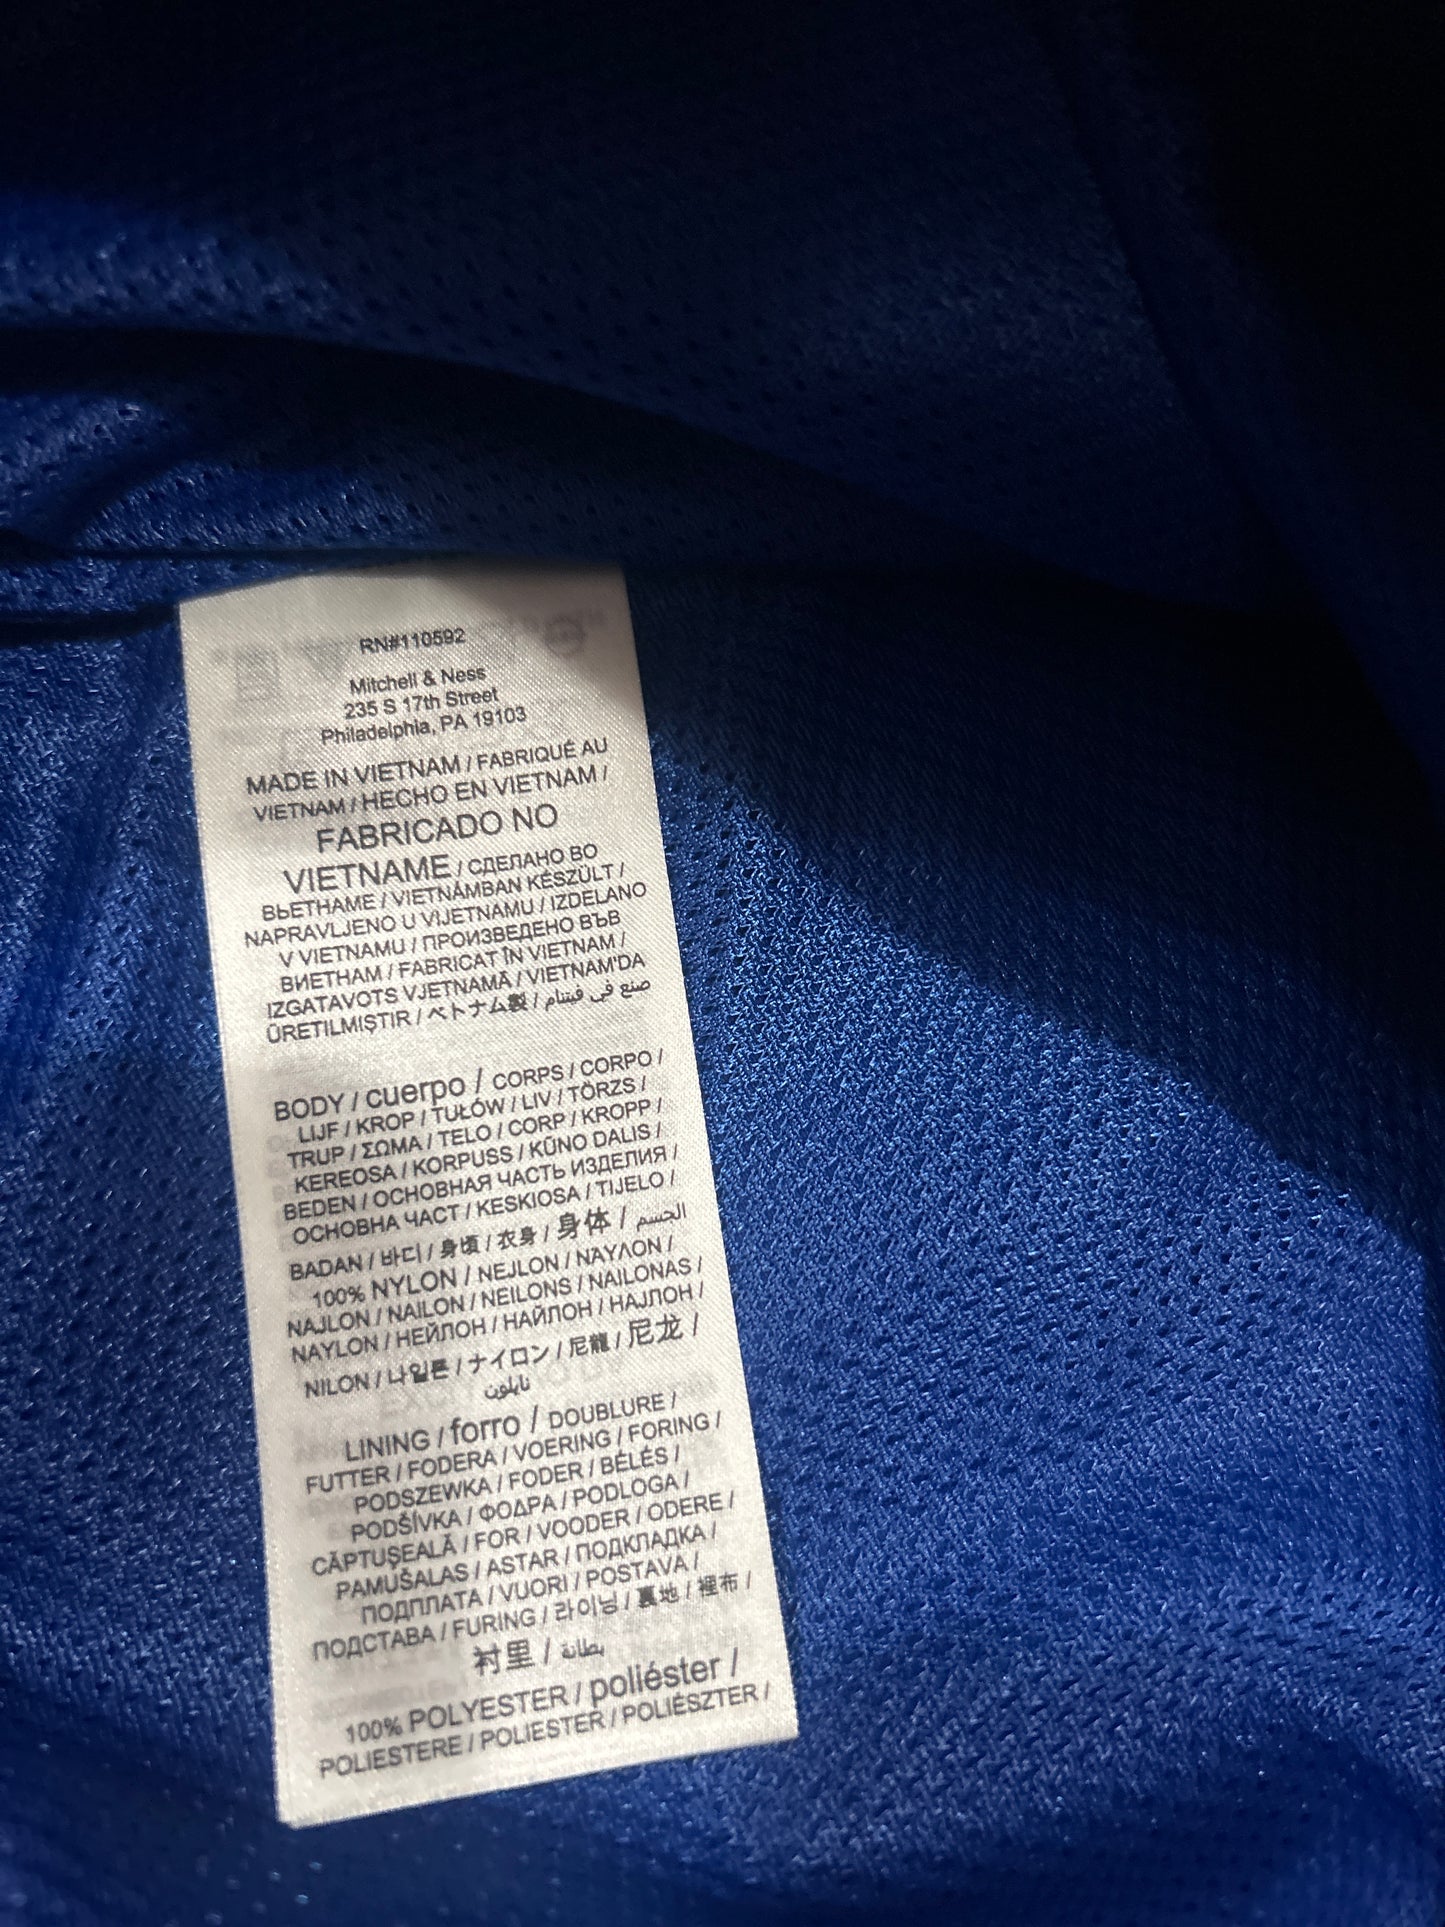 RN#110592
Mitchell & Ness
235 S 17th Street
Philadelphia, PA 19103
MADE IN VIETNAM / FABRIQUÉ AU
VIETNAM / HECHO EN VIETNAM /
FABRICADO NO
VIETNAME / СДЕЛАНО ВО
ВЬЕТНАМЕ / VIETNÁMBAN KÉSZÜLT /
NAPRAVLJENO U VIJETNAMU / IZDELANO
V VIETNAMU / ПРОИЗВЕДЕНО ВЪВ
ВИЕТНАМ / FABRICAT ÎN VIETNAM /
IZGATAVOTS VJETNAMĀ / VIETNAM'DA
ÜRETILMIŞTIR / ベトナム製 / صنع في فيتنام
BODY / cuerpo / CORPS / CORPO /
LIJF / KROP / TUŁÓW / LIV / TÖRZS /
TRUP / ΣΩΜΑ / TELO / CORP / KROPP /
KEREOSA / KORPUSS / KŪNO DALIS /
BEDEN / ОСНОВНАЯ ЧАСТЬ ИЗДЕЛИЯ /
ОСНОВНА ЧАСТ / KESKIOSA / TIJELO /
BADAN / 바디 / 身頃 / 衣身 / 身体 / الجسم
100% NYLON / NEJLON / ΝΑΥΛΟΝ /
NAJLON / NAILON / NEILONS / NAILONAS /
NAYLON / НЕЙЛОН / НАЙЛОН / НАЈЛОН /
NILON / 나일론 / ナイロン / 尼龍 / 尼龙 /
نايلون
LINING / forro / DOUBLURE /
FUTTER / FODERA / VOERING / FORING /
PODSZEWKA / FODER / BÉLÉS /
PODŠÍVKA / ΦΟΔΡΑ / PODLOGA /
CĂPTUŞEALĂ / FOR / VOODER / ODERE /
PAMUŠALAS / ASTAR / ПОДКЛАДКА /
ПОДПЛАТА / VUORI / POSTAVA /
ПОДСТАВА / FURING / 라이닝 / 裏地 / 裡布 /
衬里 / بطانة
100% POLYESTER / poliéster /
POLIESTERE / POLIESTER / POLIÉSZTER /